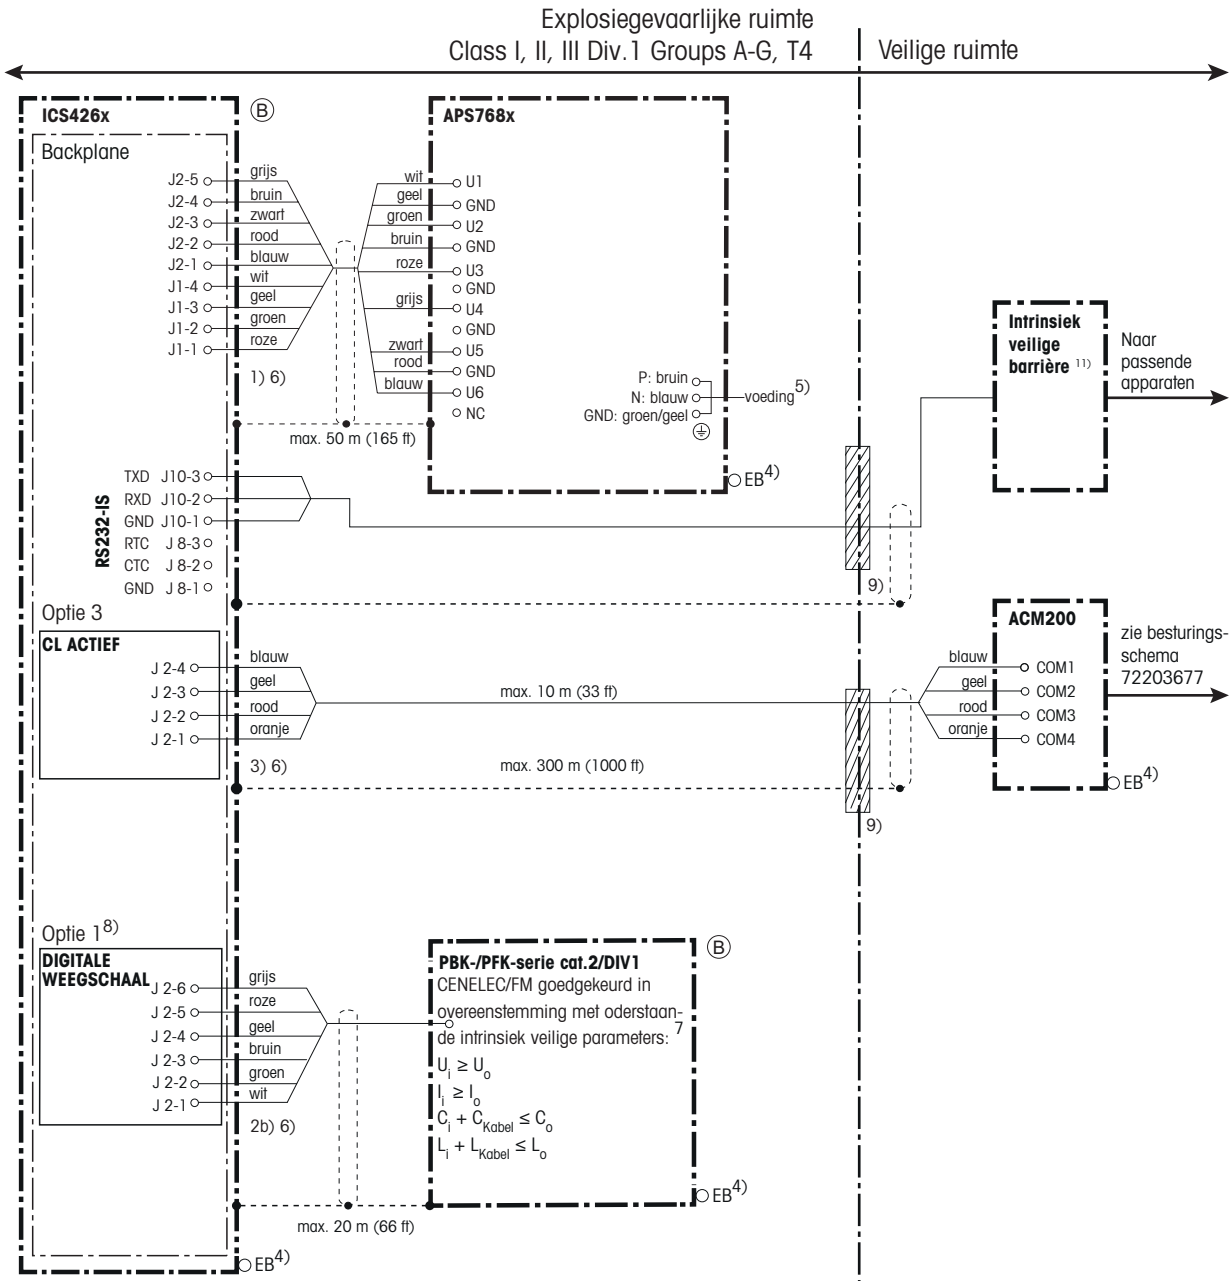 Explosiegevaarlijke ruimte
Class I, II, III Div.1 Groups A-G, T4
Veilige ruimte
ICS426x
B
Backplane
J2-5 grijs
J2-4 bruin
J2-3 zwart
J2-2 rood
J2-1 blauw
J1-4 wit
J1-3 geel
J1-2 groen
J1-1 roze
1) 6)
max. 50 m (165 ft)
APS768x
wit U1
geel GND
groen U2
bruin GND
roze U3
GND
grijs U4
GND
zwart U5
rood GND
blauw U6
NC
P: bruin
N: blauw
GND: groen/geel
voeding5)
EB4)
Intrinsiek
veilige
barrière 11)
Naar
passende
apparaten
RS232-IS
TXD J10-3
RXD J10-2
GND J10-1
RTC J 8-3
CTC J 8-2
GND J 8-1
9)
Optie 3
CL ACTIEF
J 2-4 blauw
J 2-3 geel
J 2-2 rood
J 2-1 oranje
3) 6)
max. 10 m (33 ft)
max. 300 m (1000 ft)
9)
ACM200
blauw COM1
geel COM2
rood COM3
oranje COM4
EB4)
zie besturings-
schema
72203677
Optie 18)
DIGITALE
WEEGSCHAAL
J 2-6 grijs
J 2-5 roze
J 2-4 geel
J 2-3 bruin
J 2-2 groen
J 2-1 wit
2b) 6)
max. 20 m (66 ft)
EB4)
B
PBK-/PFK-serie cat.2/DIV1
CENELEC/FM goedgekeurd in
overeenstemming met oderstaan-
de intrinsiek veilige parameters: 7
Ui ≥ Uo
Ii ≥ Io
Ci + CKabel ≤ Co
Li + LKabel ≤ Lo
EB4)